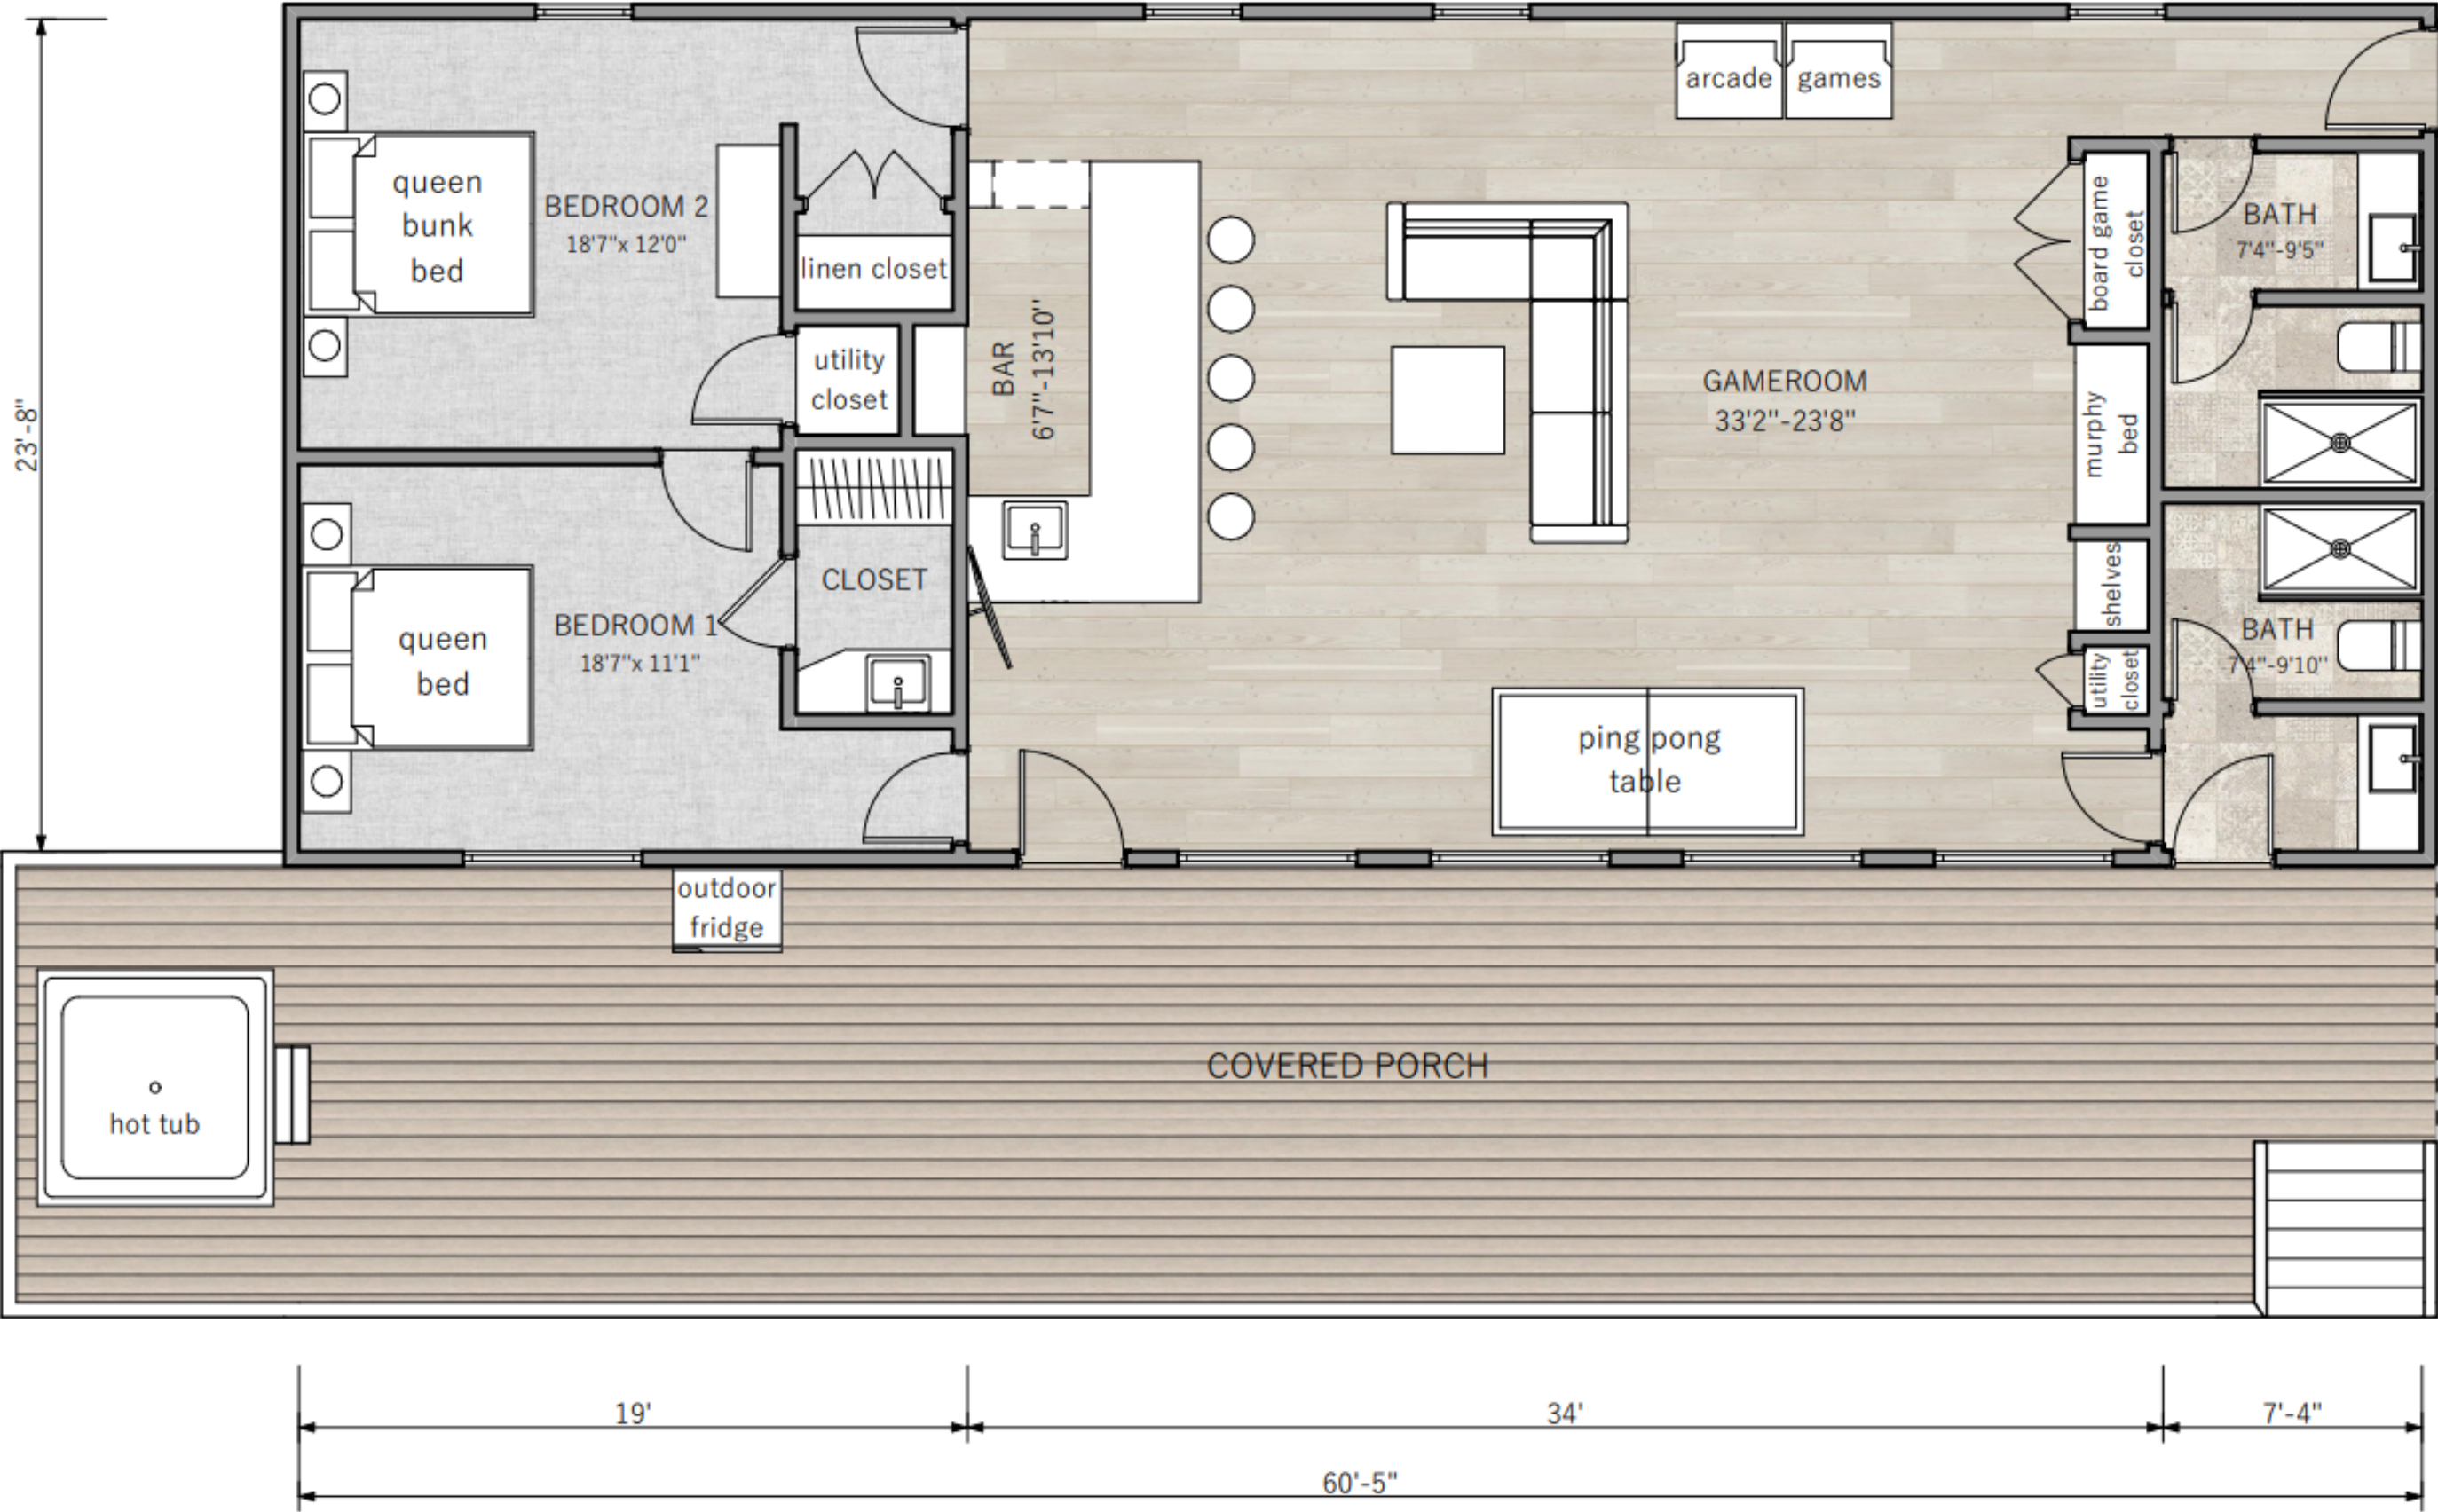 arcade games
queen
bunk
bed
BEDROOM 2
18'7"x 12'0"
linen closet
utility
closet
BAR
6'7"-13'10"
GAMEROOM
33'2"-23'8"
board game
closet
BATH
7'4"-9'5"
murphy
bed
shelves
utility
closet
BATH
7'4"-9'10"
23'-8"
queen
bed
BEDROOM 1
18'7"x 11'1"
CLOSET
ping pong
table
outdoor
fridge
COVERED PORCH
hot tub
19'
34'
7'-4"
60'-5"